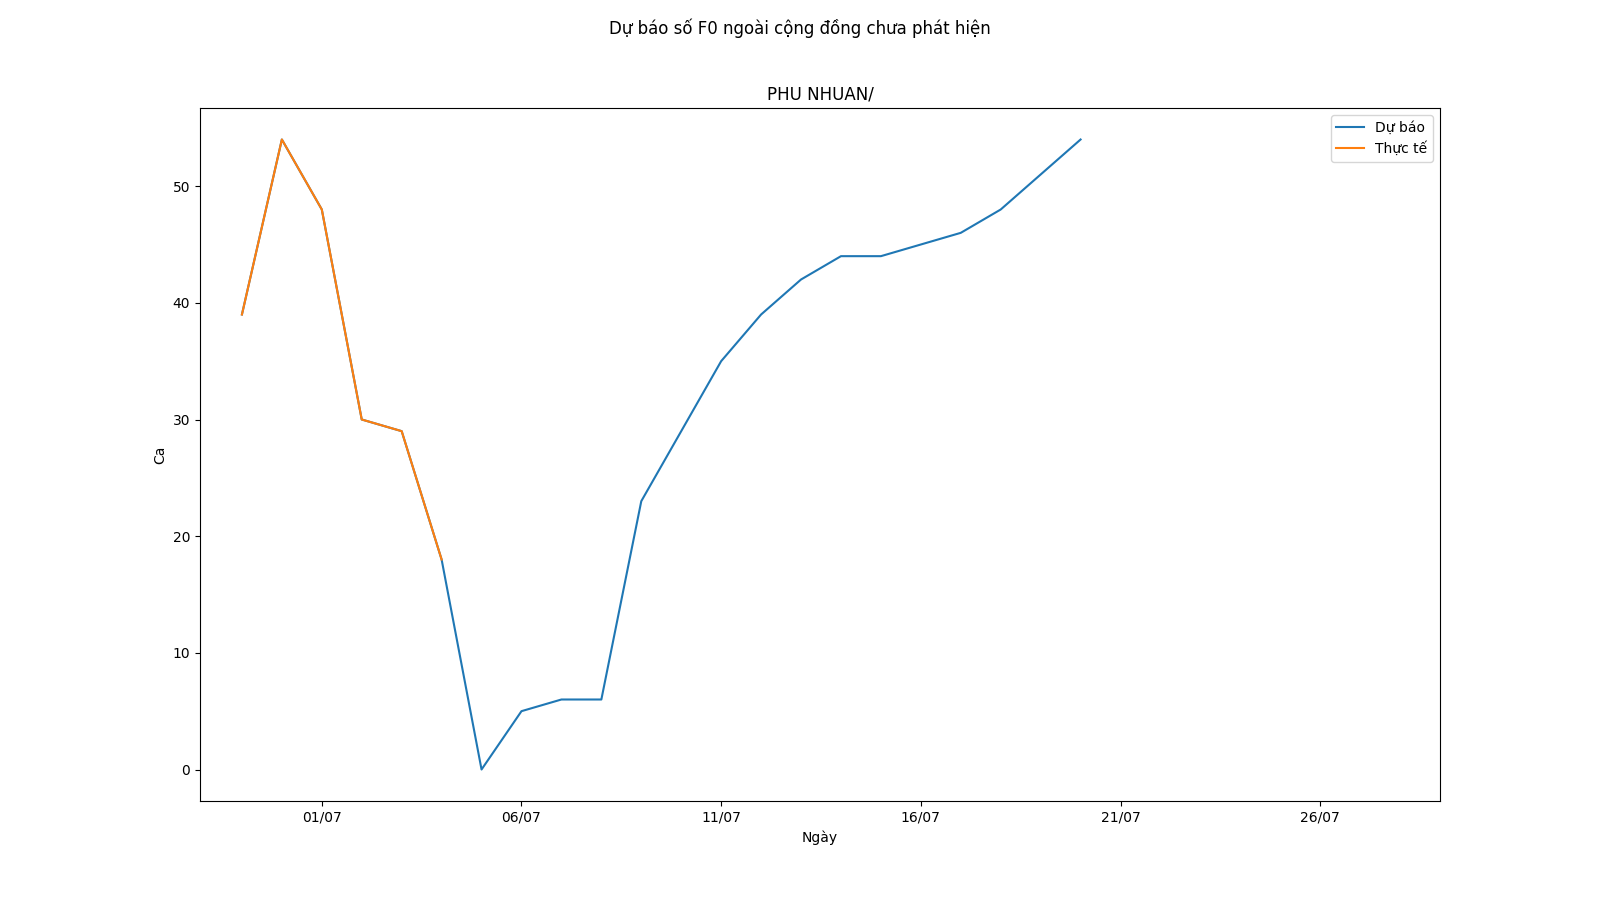 Dự báo số F0 ngoài cộng đồng chưa phát hiện
PHU NHUAN/
Dự báo
Thực tế
50
40
30
20
10
0
Ca
01/07
06/07
11/07
16/07
21/07
26/07
Ngày